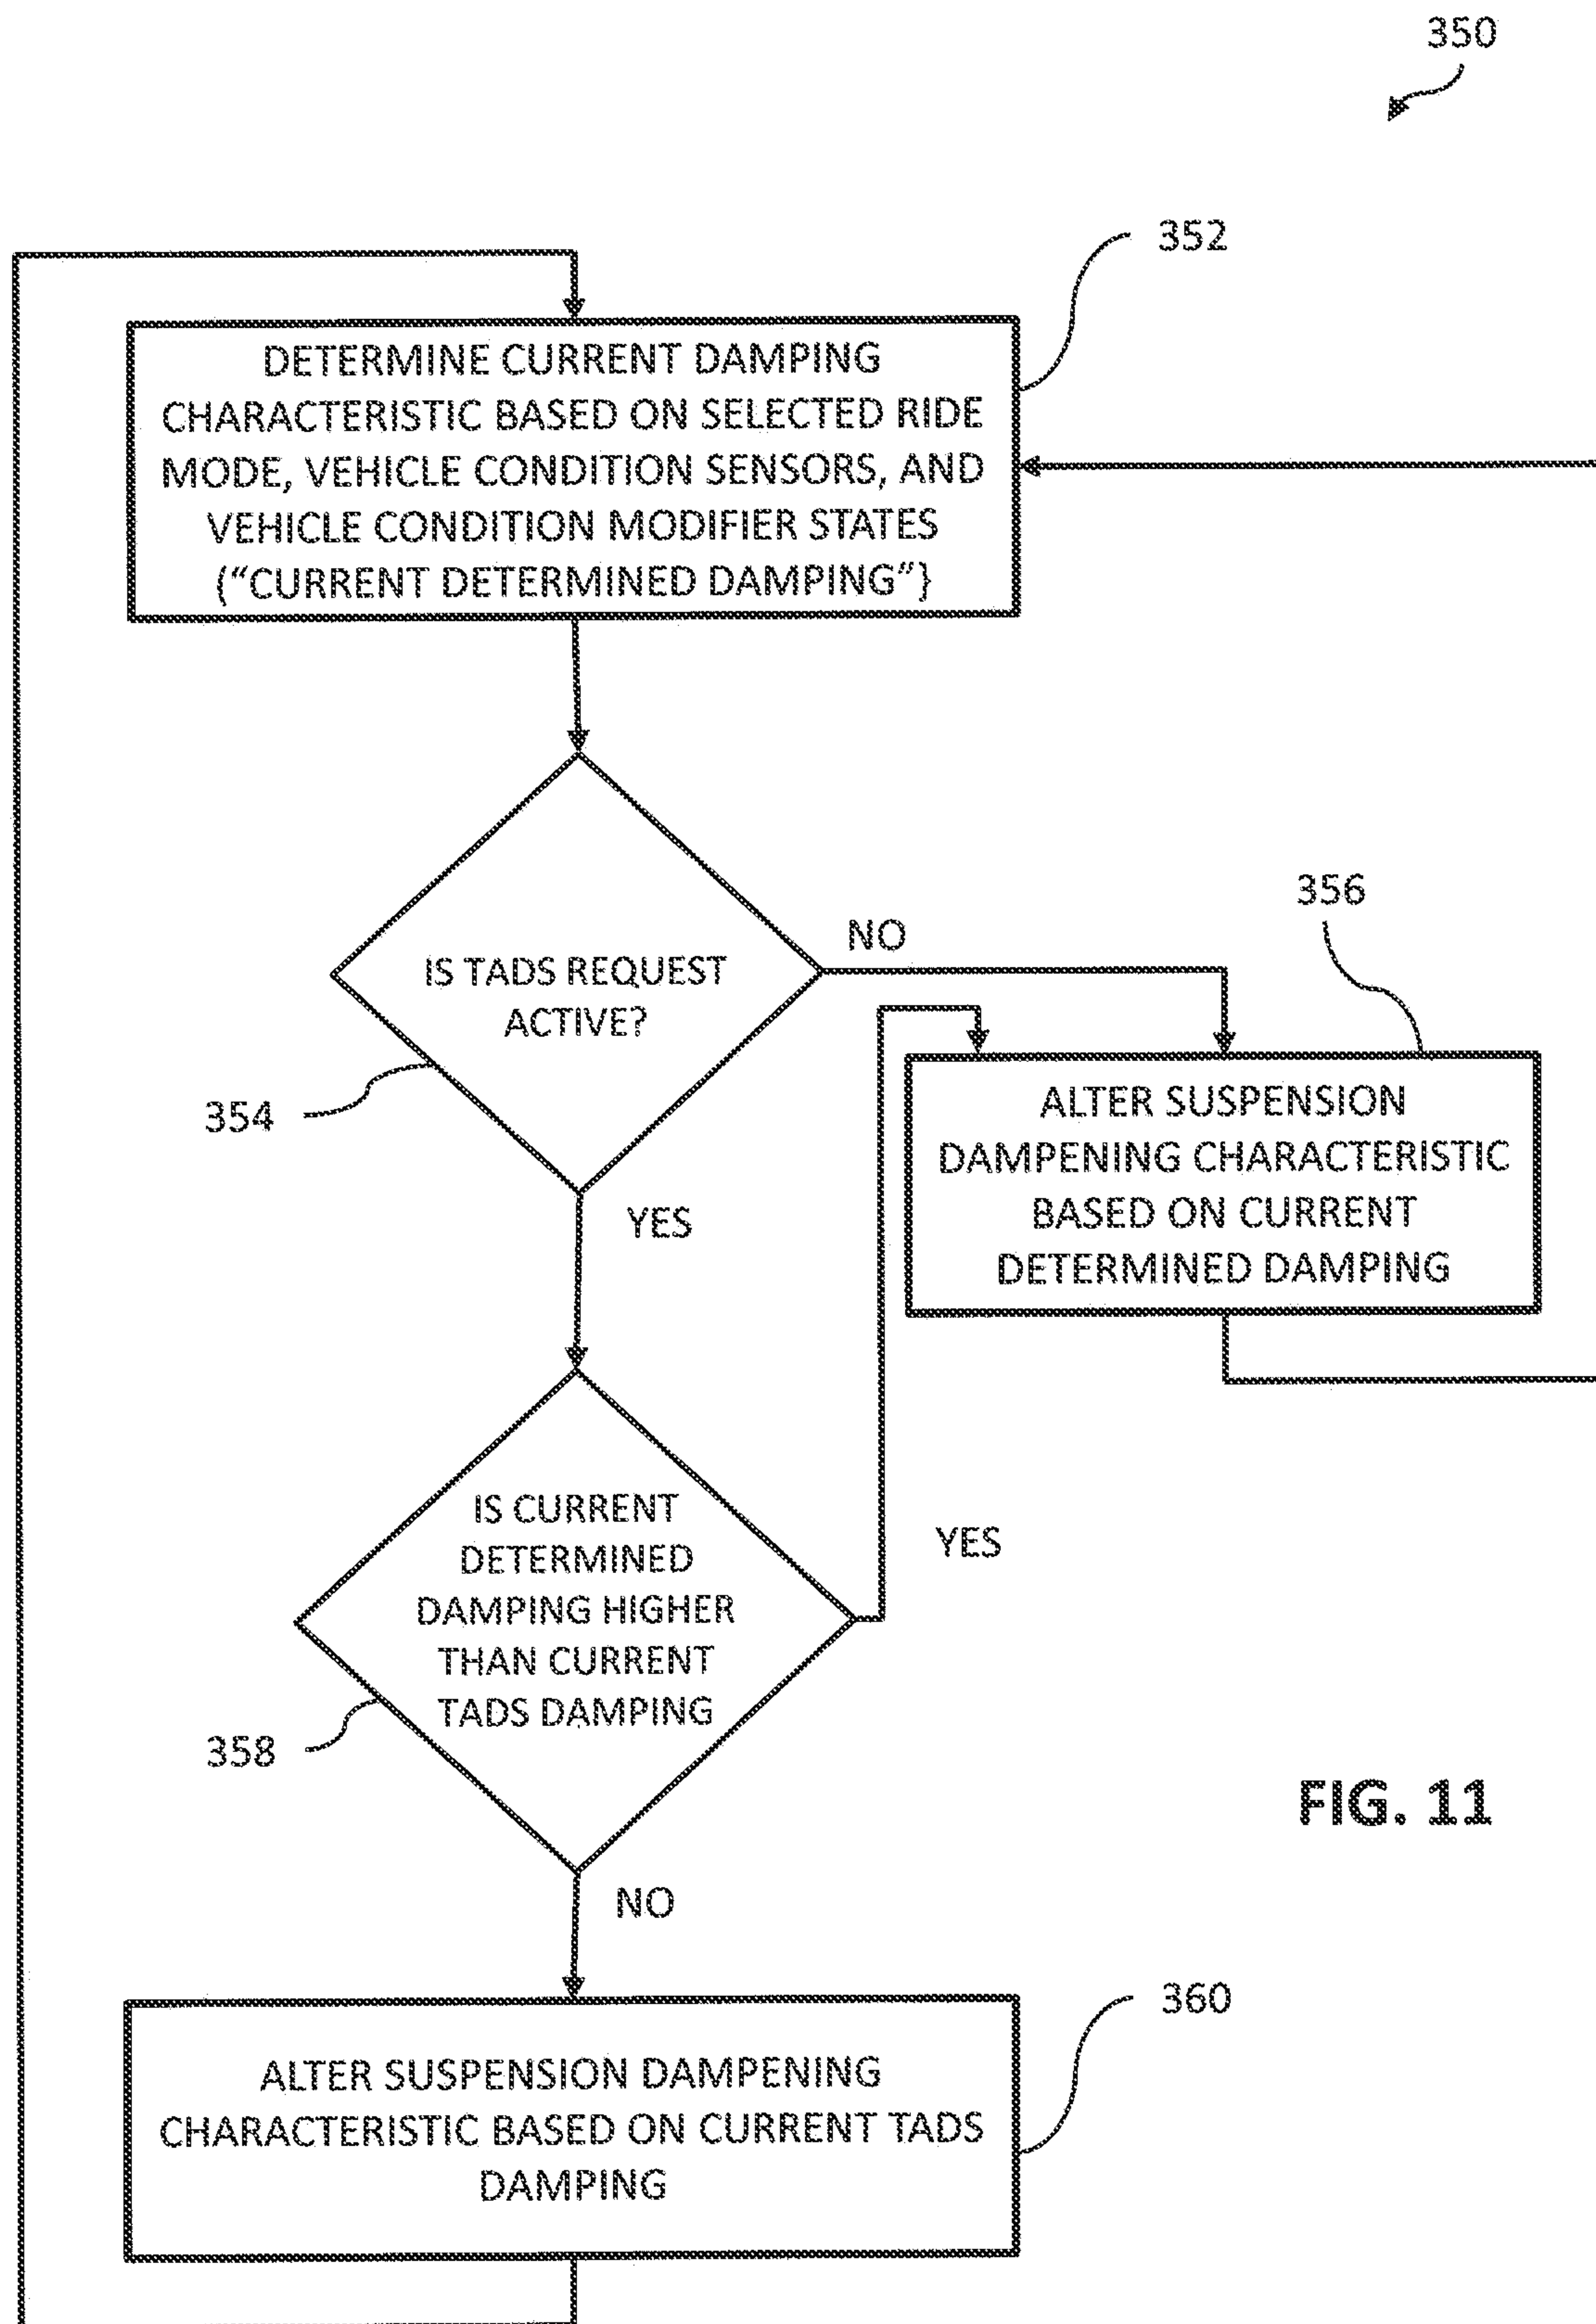 350
352
DETERMINE CURRENT DAMPING
CHARACTERISTIC BASED ON SELECTED RIDE
MODE, VEHICLE CONDITION SENSORS, AND
VEHICLE CONDITION MODIFIER STATES
(“CURRENT DETERMINED DAMPING”)
IS TADS REQUEST
ACTIVE?
354
NO
YES
356
ALTER SUSPENSION
DAMPENING CHARACTERISTIC
BASED ON CURRENT
DETERMINED DAMPING
IS CURRENT
DETERMINED
DAMPING HIGHER
THAN CURRENT
TADS DAMPING
358
YES
NO
FIG. 11
360
ALTER SUSPENSION DAMPENING
CHARACTERISTIC BASED ON CURRENT TADS
DAMPING